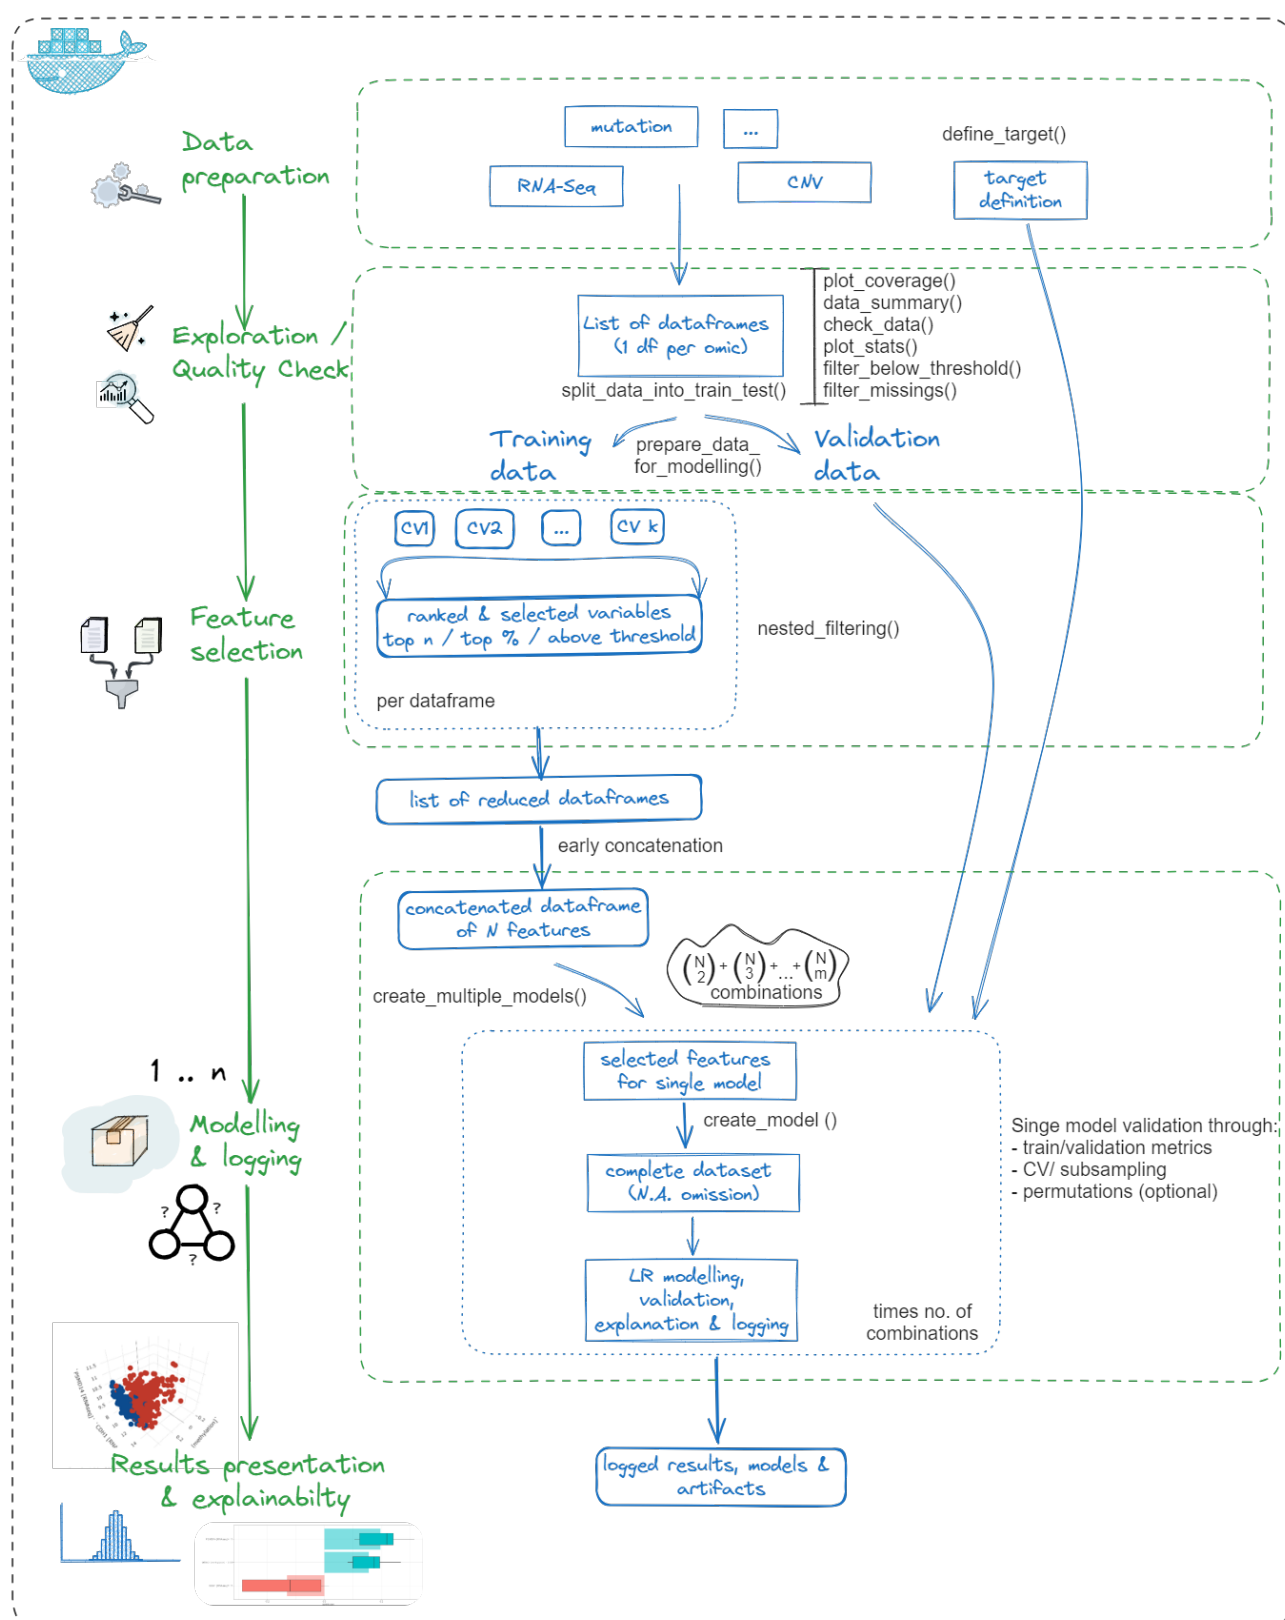 Data
preparation
mutation
...
RNA-Seq
CNV
define_target()
target
definition
Exploration /
Quality Check
List of dataframes
(1 df per omic)
split_data_into_train_test()
plot_coverage()
data_summary()
check_data()
plot_stats()
filter_below_threshold()
filter_missings()
Training
data
prepare_data_
for_modelling()
Validation
data
Feature
selection
CV1
CV2
...
CV k
ranked & selected variables
top n / top % / above threshold
per dataframe
nested_filtering()
list of reduced dataframes
early concatenation
concatenated dataframe
of N features
create_multiple_models()
(N 2) + (N 3) + ... + (N m)
combinations
1 .. n
Modelling
& logging
? ?
?
selected features
for single model
create_model ()
complete dataset
(N.A. omission)
LR modelling,
validation,
explanation & logging
times no. of
combinations
Singe model validation through:
- train/validation metrics
- CV/ subsampling
- permutations (optional)
Results presentation
& explainabilty
logged results, models &
artifacts